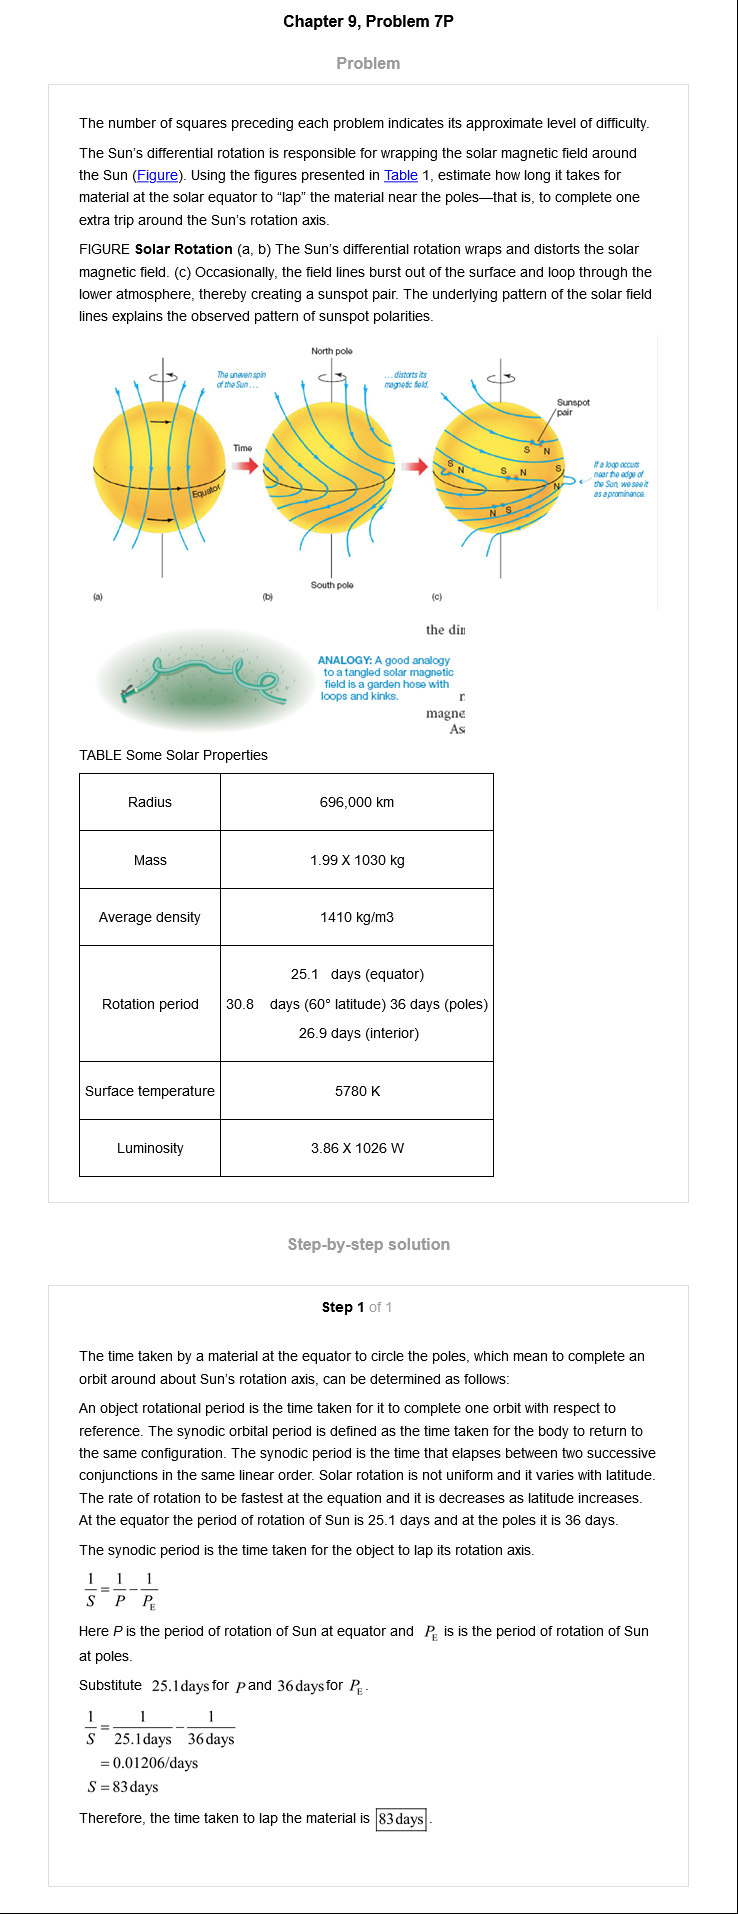 Chapter 9, Problem 7P
Problem
The number of squares preceding each problem indicates its approximate level of difficulty.
The Sun's differential rotation is responsible for wrapping the solar magnetic field around
the Sun (Figure). Using the figures presented in Table 1, estimate how long it takes for
material at the solar equator to “lap” the material near the poles—that is, to complete one
extra trip around the Sun's rotation axis.
FIGURE Solar Rotation (a, b) The Sun's differential rotation wraps and distorts the solar
magnetic field. (c) Occasionally, the field lines burst out of the surface and loop through the
lower atmosphere, thereby creating a sunspot pair. The underlying pattern of the solar field
lines explains the observed pattern of sunspot polarities.
North pole
The uneven spin
of the Sun ...
... distorts its
magnetic field.
Sunspot
pair
Time
S N
S N
S N
S
N
N S
If a loop occurs
near the edge of
the Sun, we see it
as a prominence.
Equator
South pole
(a)
(b)
(c)
the din
ANALOGY: A good analogy
to a tangled solar magnetic
field is a garden hose with
loops and kinks.
magne
As
TABLE Some Solar Properties
Radius
696,000 km
Mass
1.99 X 1030 kg
Average density
1410 kg/m3
Rotation period
25.1 days (equator)
30.8 days (60° latitude) 36 days (poles)
26.9 days (interior)
Surface temperature
5780 K
Luminosity
3.86 X 1026 W
Step-by-step solution
Step 1 of 1
The time taken by a material at the equator to circle the poles, which mean to complete an
orbit around about Sun's rotation axis, can be determined as follows:
An object rotational period is the time taken for it to complete one orbit with respect to
reference. The synodic orbital period is defined as the time taken for the body to return to
the same configuration. The synodic period is the time that elapses between two successive
conjunctions in the same linear order. Solar rotation is not uniform and it varies with latitude.
The rate of rotation to be fastest at the equation and it is decreases as latitude increases.
At the equator the period of rotation of Sun is 25.1 days and at the poles it is 36 days.
The synodic period is the time taken for the object to lap its rotation axis.
1/S = 1/P − 1/P_E
Here P is the period of rotation of Sun at equator and P_E is is the period of rotation of Sun
at poles.
Substitute 25.1days for P and 36 days for P_E .
1/S = 1/25.1days − 1/36 days
= 0.01206/days
S = 83 days
Therefore, the time taken to lap the material is 83 days .